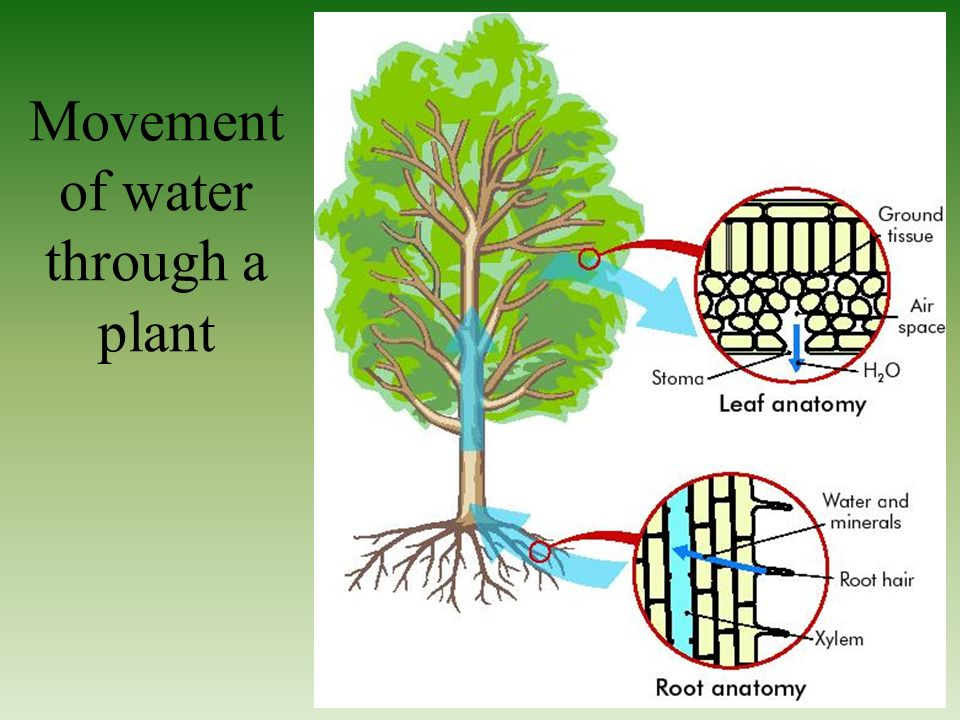 Movement
of water
through a
plant
Ground
tissue
Air
space
H₂O
Stoma
Leaf anatomy
Water and
minerals
Root hair
Xylem
Root anatomy